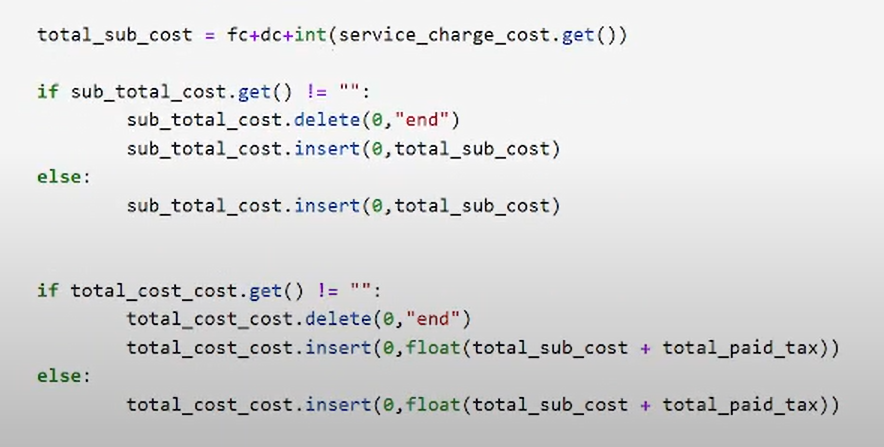 total_sub_cost = fc+dc+int(service_charge_cost.get())
if sub_total_cost.get() != "":
sub_total_cost.delete(0,"end")
sub_total_cost.insert(0,total_sub_cost)
else:
sub_total_cost.insert(0,total_sub_cost)
if total_cost_cost.get() != "":
total_cost_cost.delete(0,"end")
total_cost_cost.insert(0,float(total_sub_cost + total_paid_tax))
else:
total_cost_cost.insert(0,float(total_sub_cost + total_paid_tax))